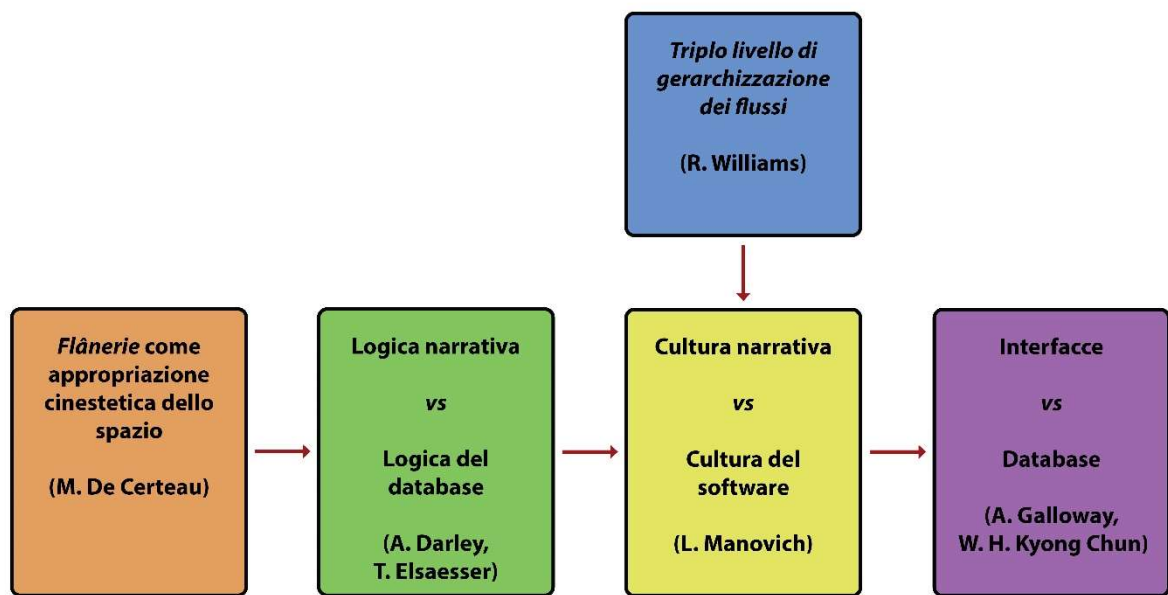 Triplo livello di
gerarchizzazione
dei flussi
(R. Williams)
Flânerie come
appropriazione
cinestetica dello
spazio
(M. De Certeau)
Logica narrativa
vs
Logica del
database
(A. Darley,
T. Elsaesser)
Cultura narrativa
vs
Cultura del
software
(L. Manovich)
Interfacce
vs
Database
(A. Galloway,
W. H. Kyong Chun)